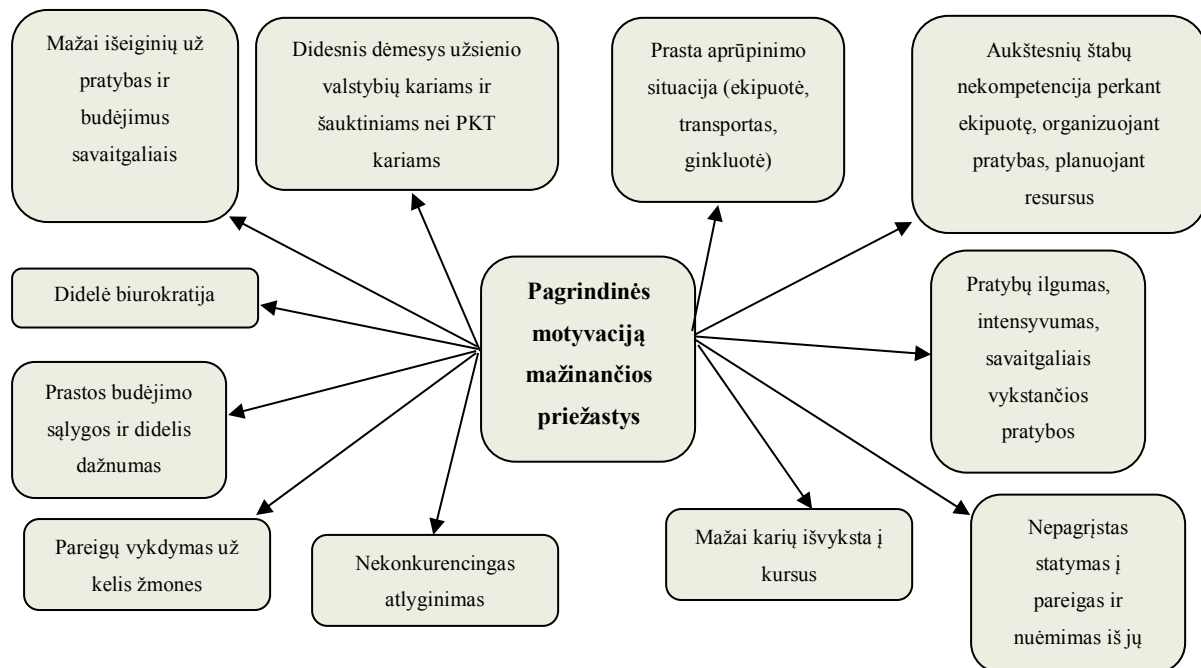 Mažai išeiginių už
pratybas ir
budėjimus
savaitgaliais
Didesnis dėmesys užsienio
valstybių kariams ir
šauktiniams nei PKT
kariams
Prasta aprūpinimo
situacija (ekipuotė,
transportas,
ginkluotė)
Aukštesnių štabų
nekompetencija perkant
ekipuotę, organizuojant
pratybas, planuojant
resursus
Didelė biurokratija
Pagrindinės
motyvaciją
mažinančios
priežastys
Pratybų ilgumas,
intensyvumas,
savaitgaliais
vykstančios
pratybos
Prastos budėjimo
sąlygos ir didelis
dažnumas
Pareigų vykdymas už
kelis žmones
Nekonkurencingas
atlyginimas
Mažai karių išvyksta į
kursus
Nepagrįstas
statymas į
pareigas ir
nuėmimas iš jų